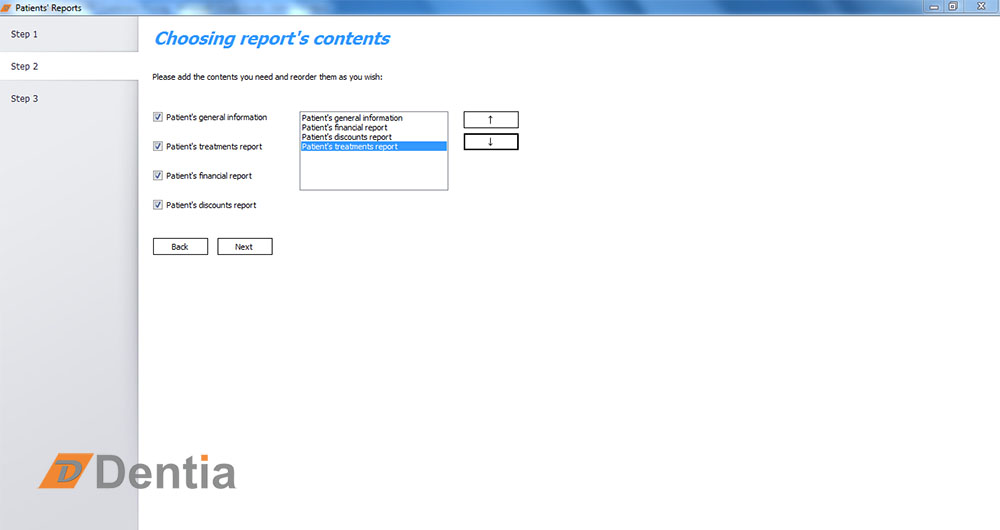 Patients' Reports
Step 1
Step 2
Step 3
Choosing report's contents
Please add the contents you need and reorder them as you wish:
Patient's general information
Patient's treatments report
Patient's financial report
Patient's discounts report
Patient's general information
Patient's financial report
Patient's discounts report
Patient's treatments report
↑
↓
Back Next
D Dentia